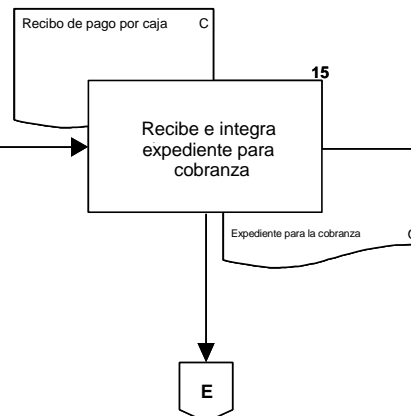 Recibo de pago por caja C
15
Recibe e integra
expediente para
cobranza
Expediente para la cobranza
E